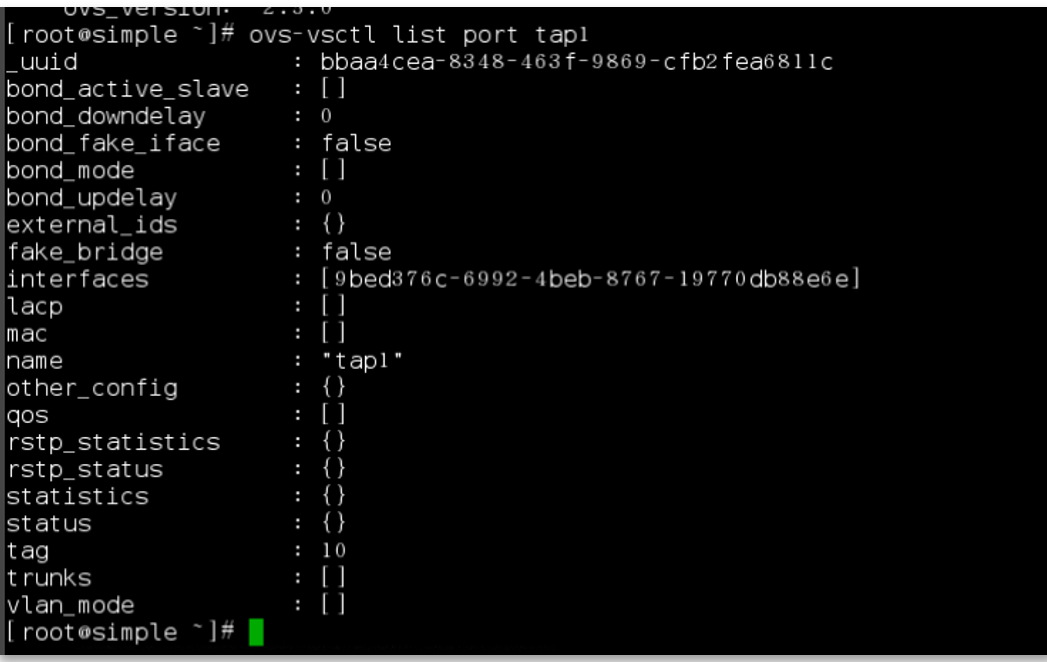 ovs_version: "2.3.0"
[root@simple ~]# ovs-vsctl list port tap1
_uuid : bbaa4cea-8348-463f-9869-cfb2fea6811c
bond_active_slave : []
bond_downdelay : 0
bond_fake_iface : false
bond_mode : []
bond_updelay : 0
external_ids : {}
fake_bridge : false
interfaces : [9bed376c-6992-4beb-8767-19770db88e6e]
lacp : []
mac : []
name : "tap1"
other_config : {}
qos : []
rstp_statistics : {}
rstp_status : {}
statistics : {}
status : {}
tag : 10
trunks : []
vlan_mode : []
[root@simple ~]#